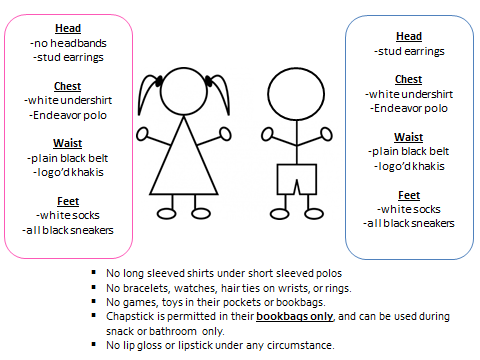 Head
-no headbands
-stud earrings
Chest
-white undershirt
-Endeavor polo
Waist
-plain black belt
-logo'd khakis
Feet
-white socks
-all black sneakers
Head
-stud earrings
Chest
-white undershirt
-Endeavor polo
Waist
-plain black belt
-logo'd khakis
Feet
-white socks
-all black sneakers
▪ No long sleeved shirts under short sleeved polos
▪ No bracelets, watches, hair ties on wrists, or rings.
▪ No games, toys in their pockets or bookbags.
▪ Chapstick is permitted in their bookbags only, and can be used during
snack or bathroom only.
▪ No lip gloss or lipstick under any circumstance.